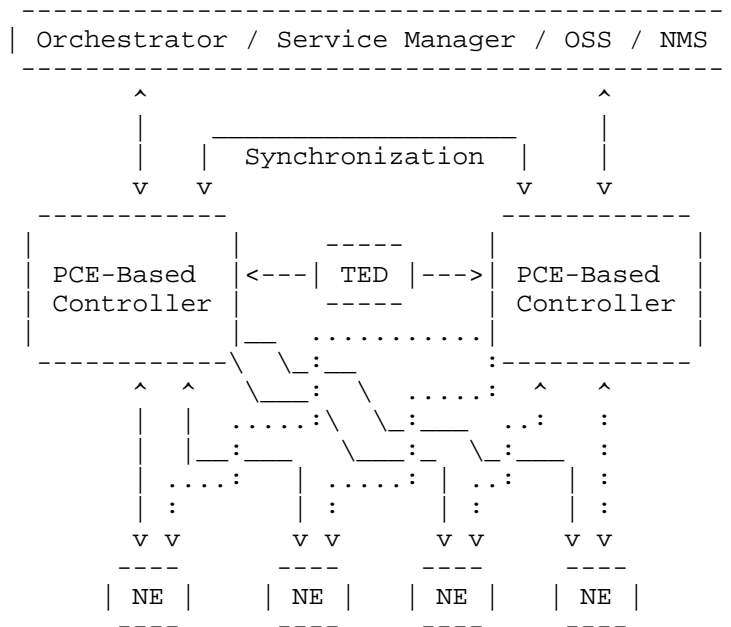 Orchestrator / Service Manager / OSS / NMS
Synchronization
PCE-Based Controller
TED
PCE-Based Controller
NE
NE
NE
NE